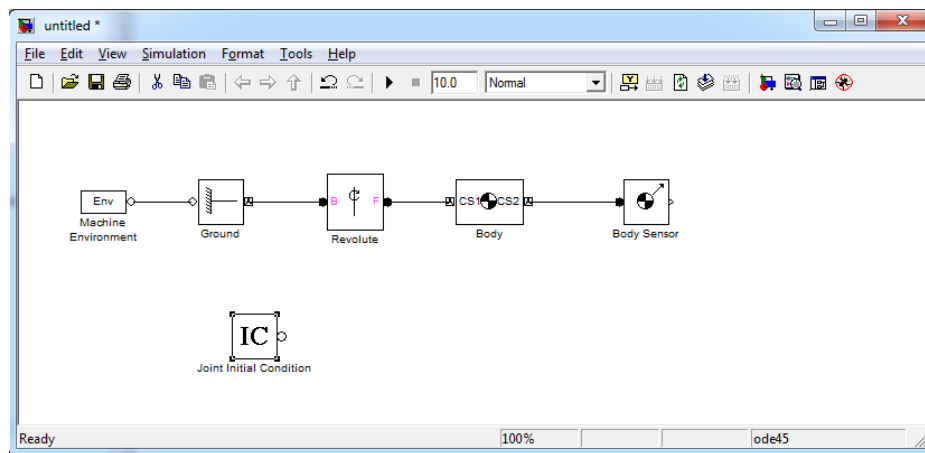 untitled *
File Edit View Simulation Format Tools Help
10.0 Normal
Env
Machine
Environment
Ground
B F
Revolute
CS1 CS2
Body
Body Sensor
IC
Joint Initial Condition
Ready 100% ode45